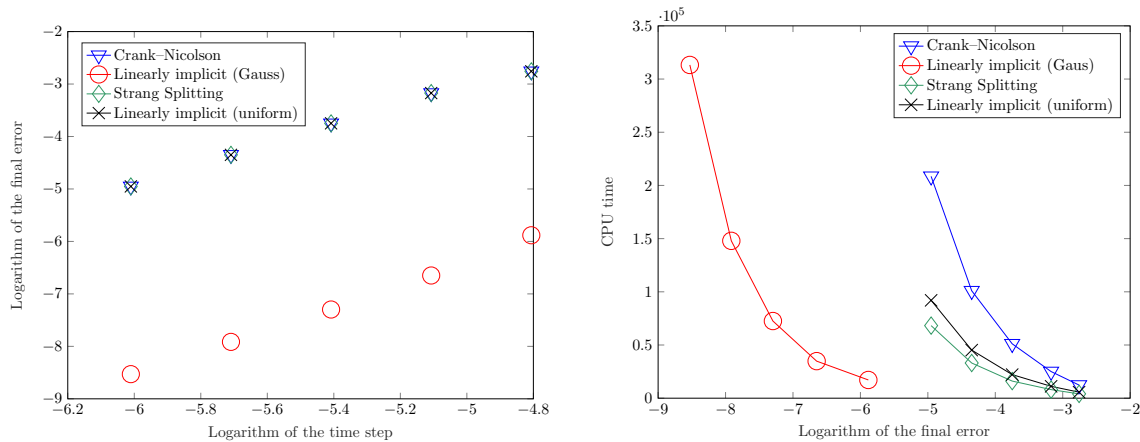 −2
−3
−4
−5
−6
−7
−8
−9
−6.2
−6
−5.8
−5.6
−5.4
−5.2
−5
−4.8
Logarithm of the time step
Logarithm of the final error
Crank–Nicolson
Linearly implicit (Gauss)
Strang Splitting
Linearly implicit (uniform)
·10⁵
3.5
3
2.5
2
1.5
1
0.5
0
−9
−8
−7
−6
−5
−4
−3
−2
Logarithm of the final error
CPU time
Crank–Nicolson
Linearly implicit (Gaus)
Strang Splitting
Linearly implicit (uniform)